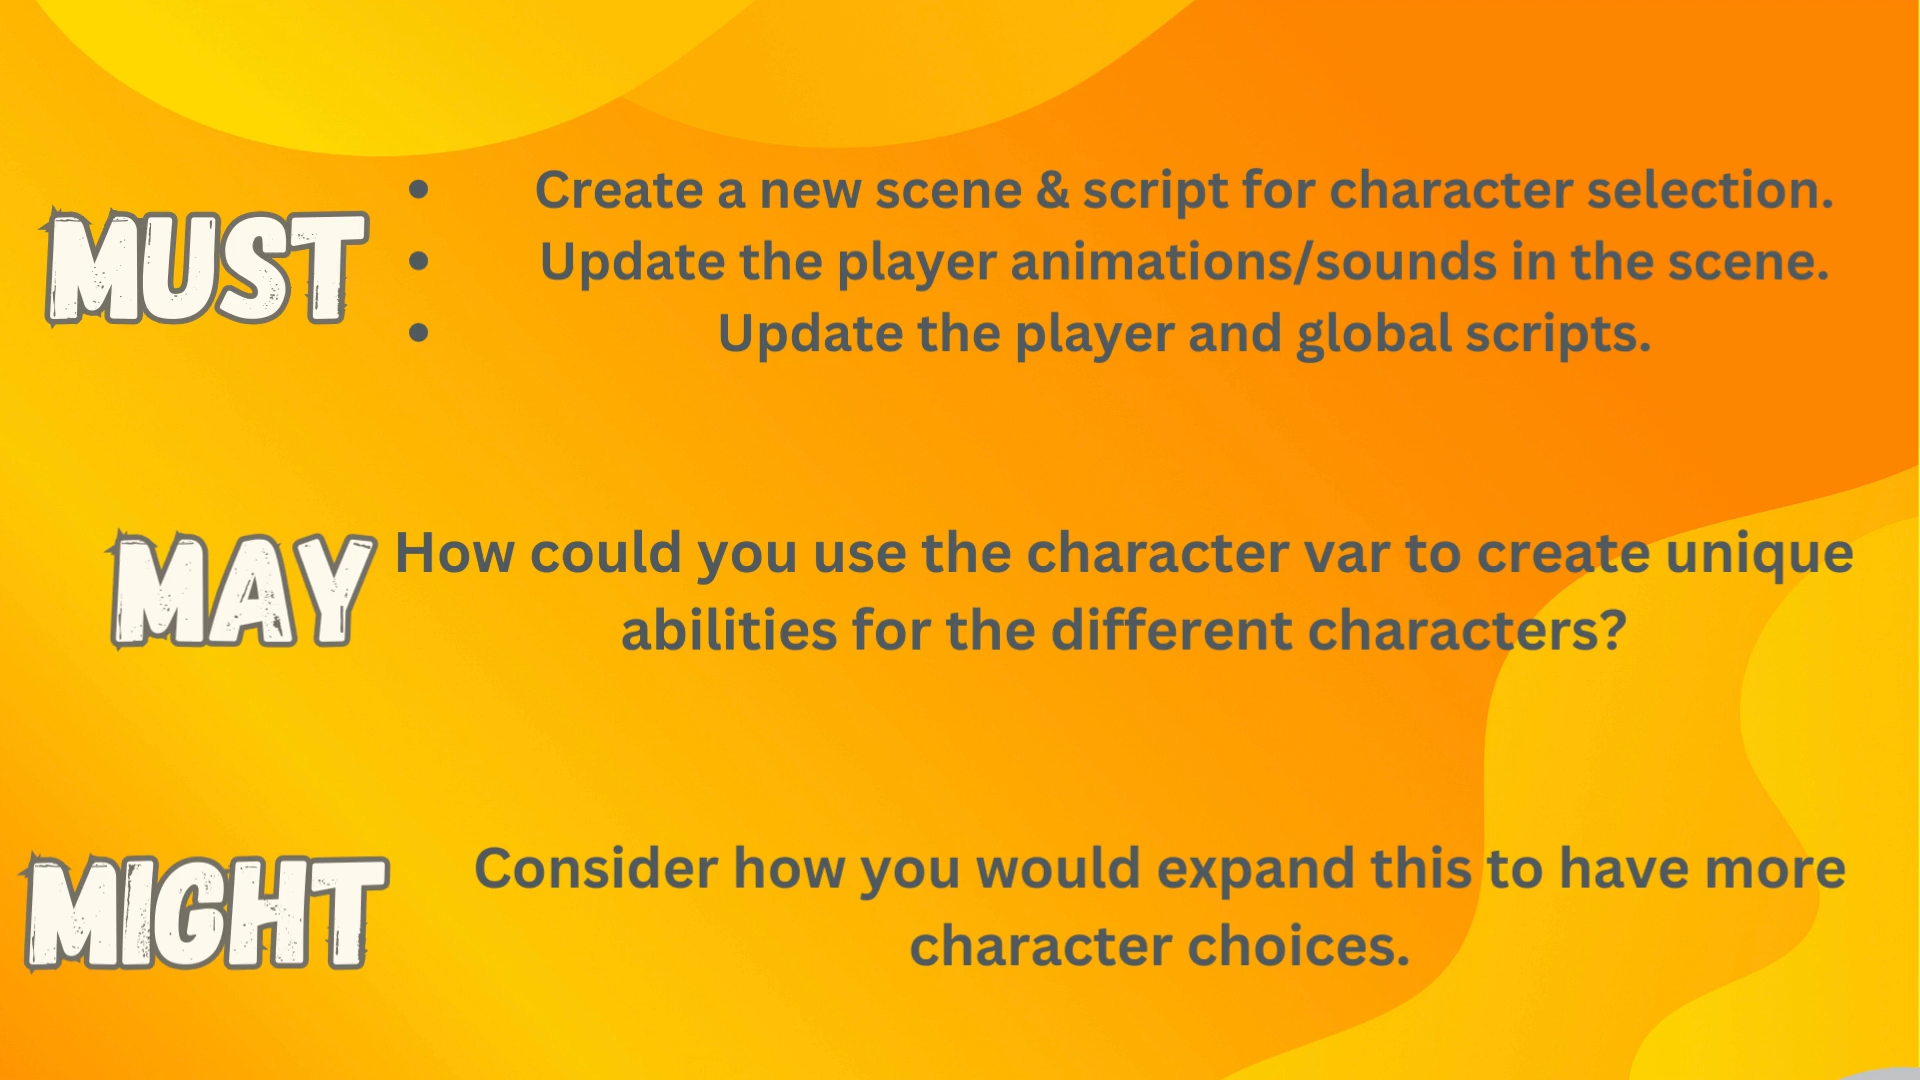 MUST
• Create a new scene & script for character selection.
• Update the player animations/sounds in the scene.
• Update the player and global scripts.
MAY
How could you use the character var to create unique
abilities for the different characters?
MIGHT
Consider how you would expand this to have more
character choices.